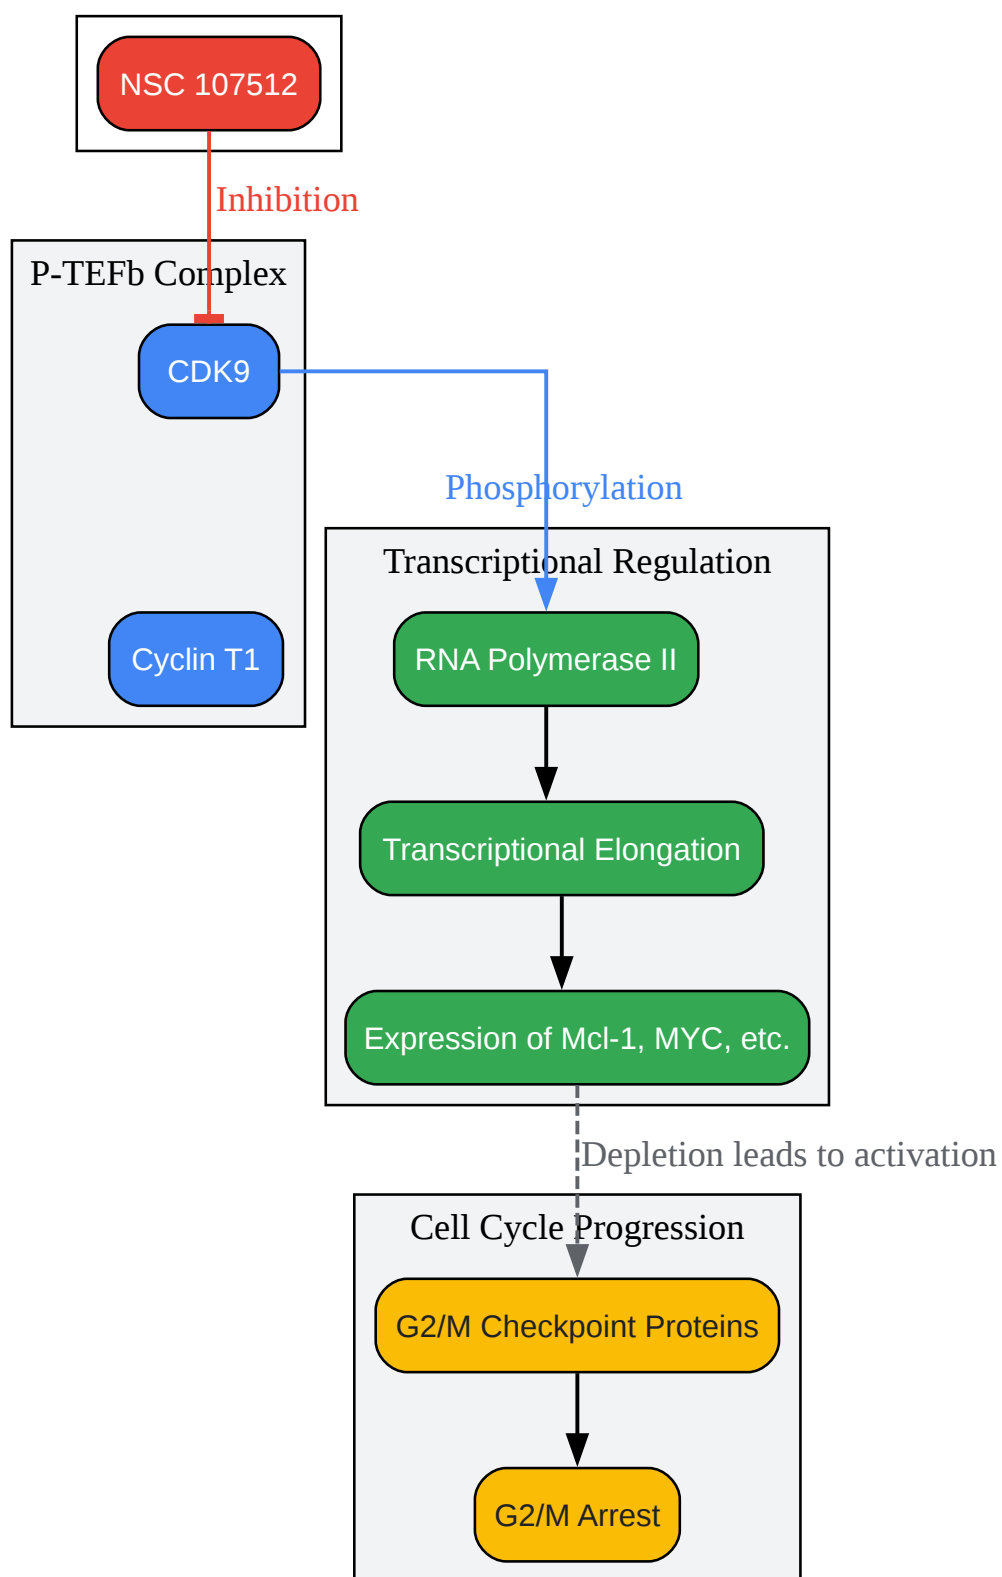 NSC 107512
Inhibition
P-TEFb Complex
CDK9
Phosphorylation
Transcriptional Regulation
Cyclin T1
RNA Polymerase II
Transcriptional Elongation
Expression of Mcl-1, MYC, etc.
Depletion leads to activation
Cell Cycle Progression
G2/M Checkpoint Proteins
G2/M Arrest